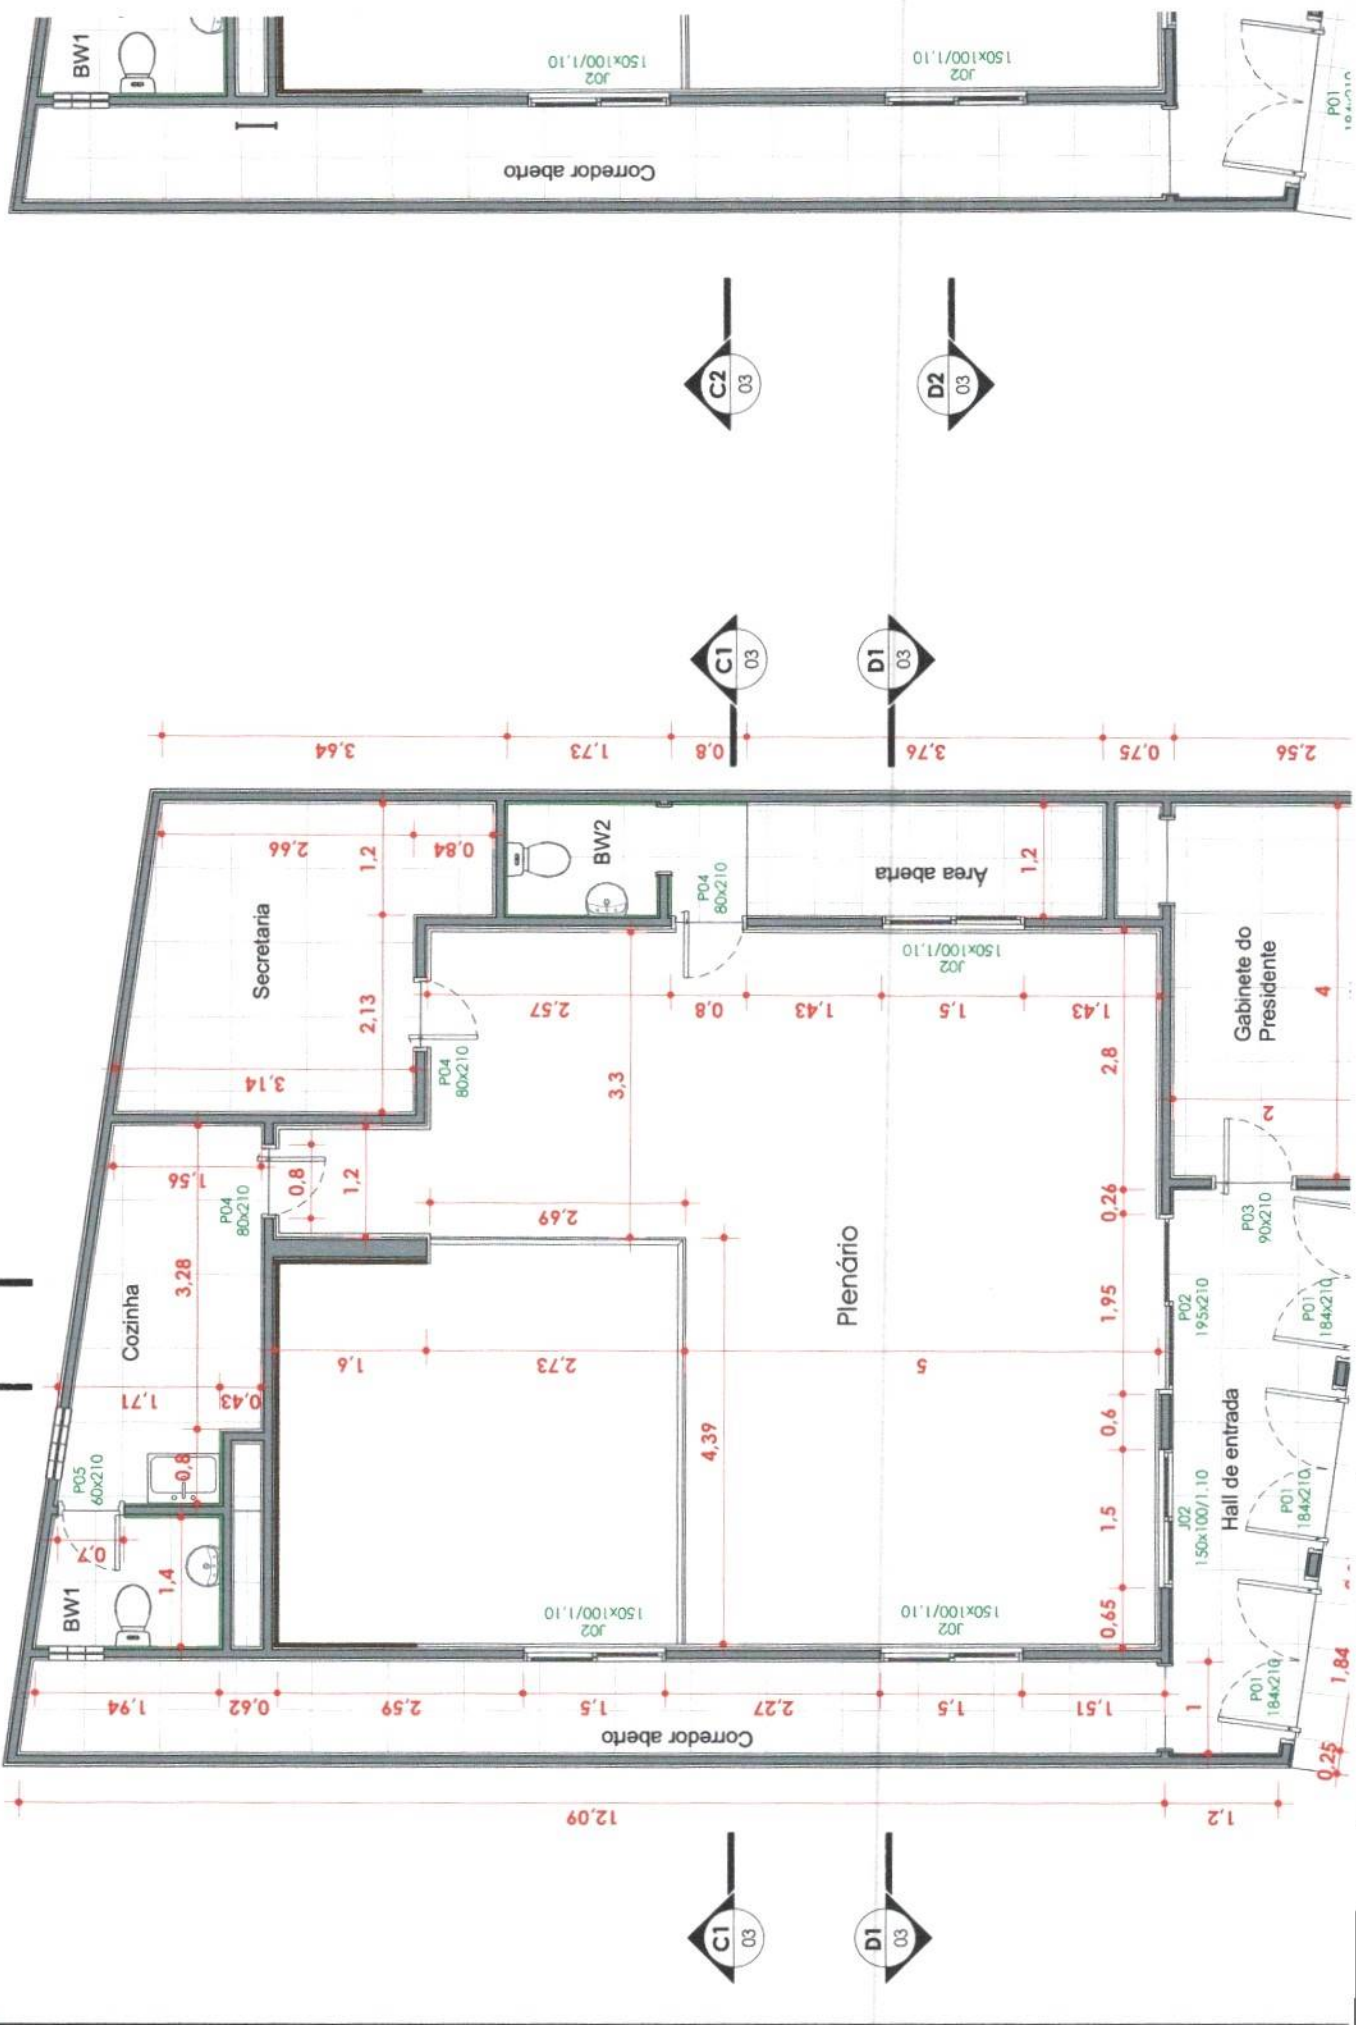 BW1
Corredor aberto
J02
150x100/1.10
J02
150x100/1.10
P01
C2
03
D2
03
C1
03
D1
03
3,64
1,73
0,8
3,76
0,75
2,56
Secretaria
2,66
0,84
1,2
2,13
3,14
BW2
P04
80x210
Área aberta
1,2
J02
150x100/1.10
Gabinete do
Presidente
4
2
P04
80x210
2,57
0,8
1,43
1,5
1,43
3,3
2,8
Cozinha
1,56
3,28
1,71
0,43
0,8
P04
80x210
0,8
1,2
2,69
Plenário
0,26
1,95
0,6
1,5
0,65
1,6
2,73
5
4,39
P03
90x210
P02
195x210
P01
184x210
Hall de entrada
J02
150x100/1.10
P01
184x210
P01
184x210
P05
60x210
0,7
BW1
1,4
J02
150x100/1.10
J02
150x100/1.10
1,94
0,62
2,59
1,5
2,27
1,5
1,51
1
Corredor aberto
1,84
0,25
12,09
1,2
C1
03
D1
03